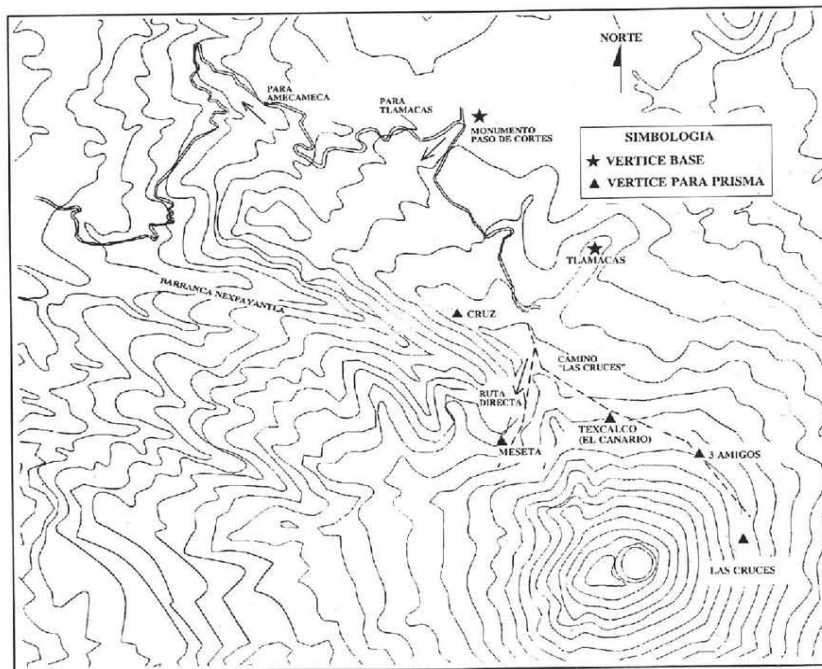 NORTE
PARA
AMECAMECA
PARA
TLAMACAS
MONUMENTO
PASO DE CORTES
SIMBOLOGIA
VERTICE BASE
VERTICE PARA PRISMA
TLAMACAS
BARRANCA NEXPAYANTLA
CRUZ
CAMINO
"LAS CRUCES"
RUTA
DIRECTA
TEXCALCO
(EL CANARIO)
MESETA
3 AMIGOS
LAS CRUCES